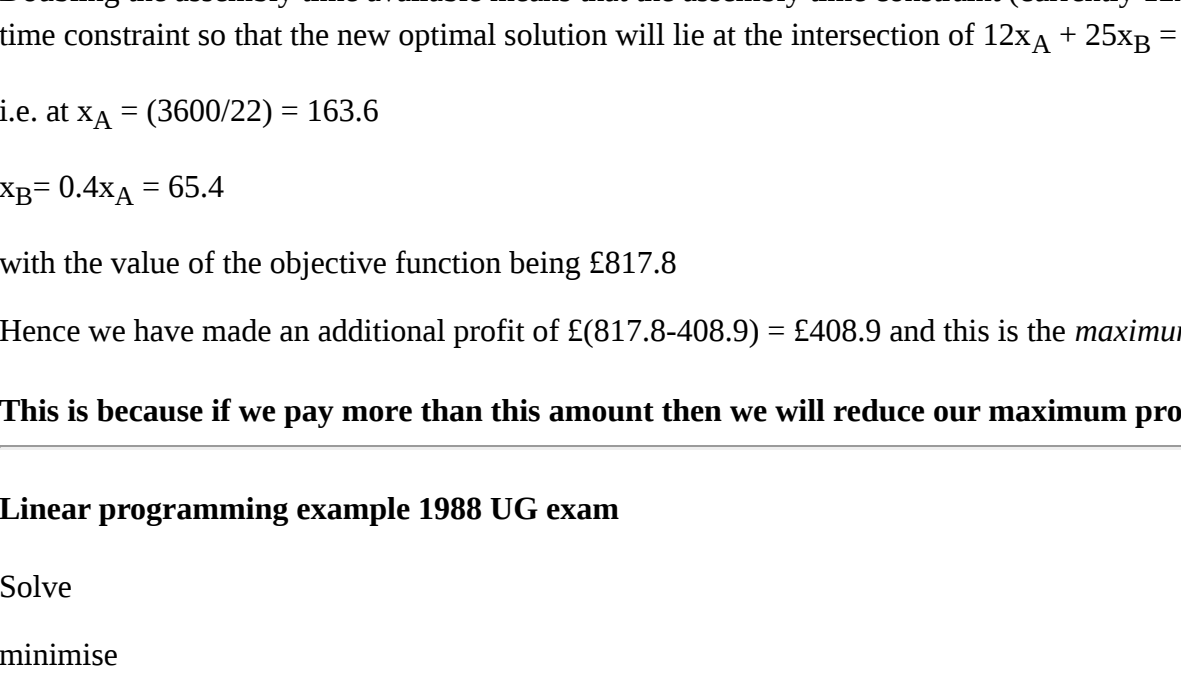 Doubling the assembly time available means that the assembly time constraint (currently
time constraint so that the new optimal solution will lie at the intersection of 12xA + 25xB =
i.e. at xA = (3600/22) = 163.6
xB= 0.4xA = 65.4
with the value of the objective function being £817.8
Hence we have made an additional profit of £(817.8-408.9) = £408.9 and this is the
This is because if we pay more than this amount then we will reduce our maximum
Linear programming example 1988 UG exam
Solve
minimise